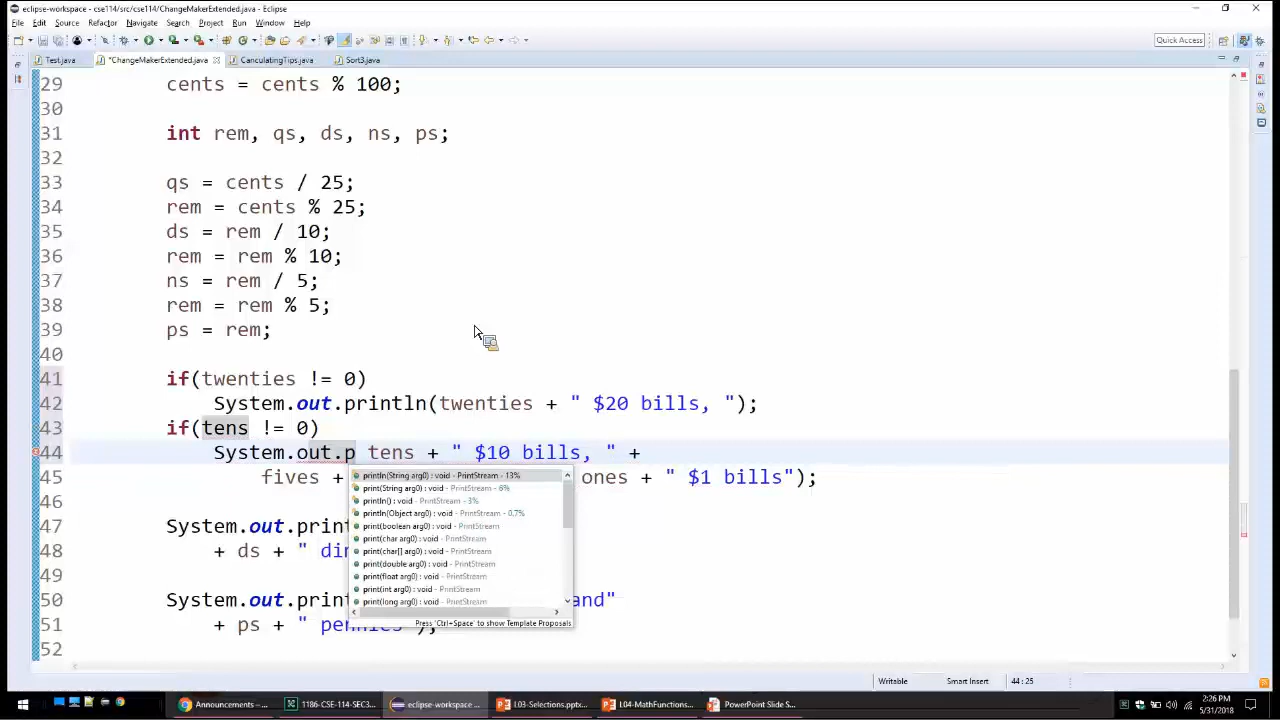 eclipse-workspace - cse114/src/cse114/ChangeMakerExtended.java - Eclipse
File Edit Source Refactor Navigate Search Project Run Window Help
Quick Access
Test.java *ChangeMakerExtended.java CanculatingTips.java Sort3.java
29 cents = cents % 100;
30
31 int rem, qs, ds, ns, ps;
32
33 qs = cents / 25;
34 rem = cents % 25;
35 ds = rem / 10;
36 rem = rem % 10;
37 ns = rem / 5;
38 rem = rem % 5;
39 ps = rem;
40
41 if(twenties != 0)
42 System.out.println(twenties + " $20 bills, ");
43 if(tens != 0)
44 System.out.p tens + " $10 bills, " +
45 fives + ones + " $1 bills");
println(String arg0) : void - PrintStream - 13%
print(String arg0) : void - PrintStream - 6%
println() : void - PrintStream - 3%
println(Object arg0) : void - PrintStream - 0.7%
print(boolean arg0) : void - PrintStream
print(char arg0) : void - PrintStream
print(char[] arg0) : void - PrintStream
print(double arg0) : void - PrintStream
print(float arg0) : void - PrintStream
print(int arg0) : void - PrintStream
print(long arg0) : void - PrintStream
Press 'Ctrl+Space' to show Template Proposals
46
47 System.out.print
48 + ds + " dim
49
50 System.out.print and"
51 + ps + " pennies");
52
Writable Smart Insert 44 : 25
Announcements – ... 1186-CSE-114-SEC3... eclipse-workspace ... L03-Selections.pptx... L04-MathFunctions... PowerPoint Slide S...
2:26 PM
5/31/2018